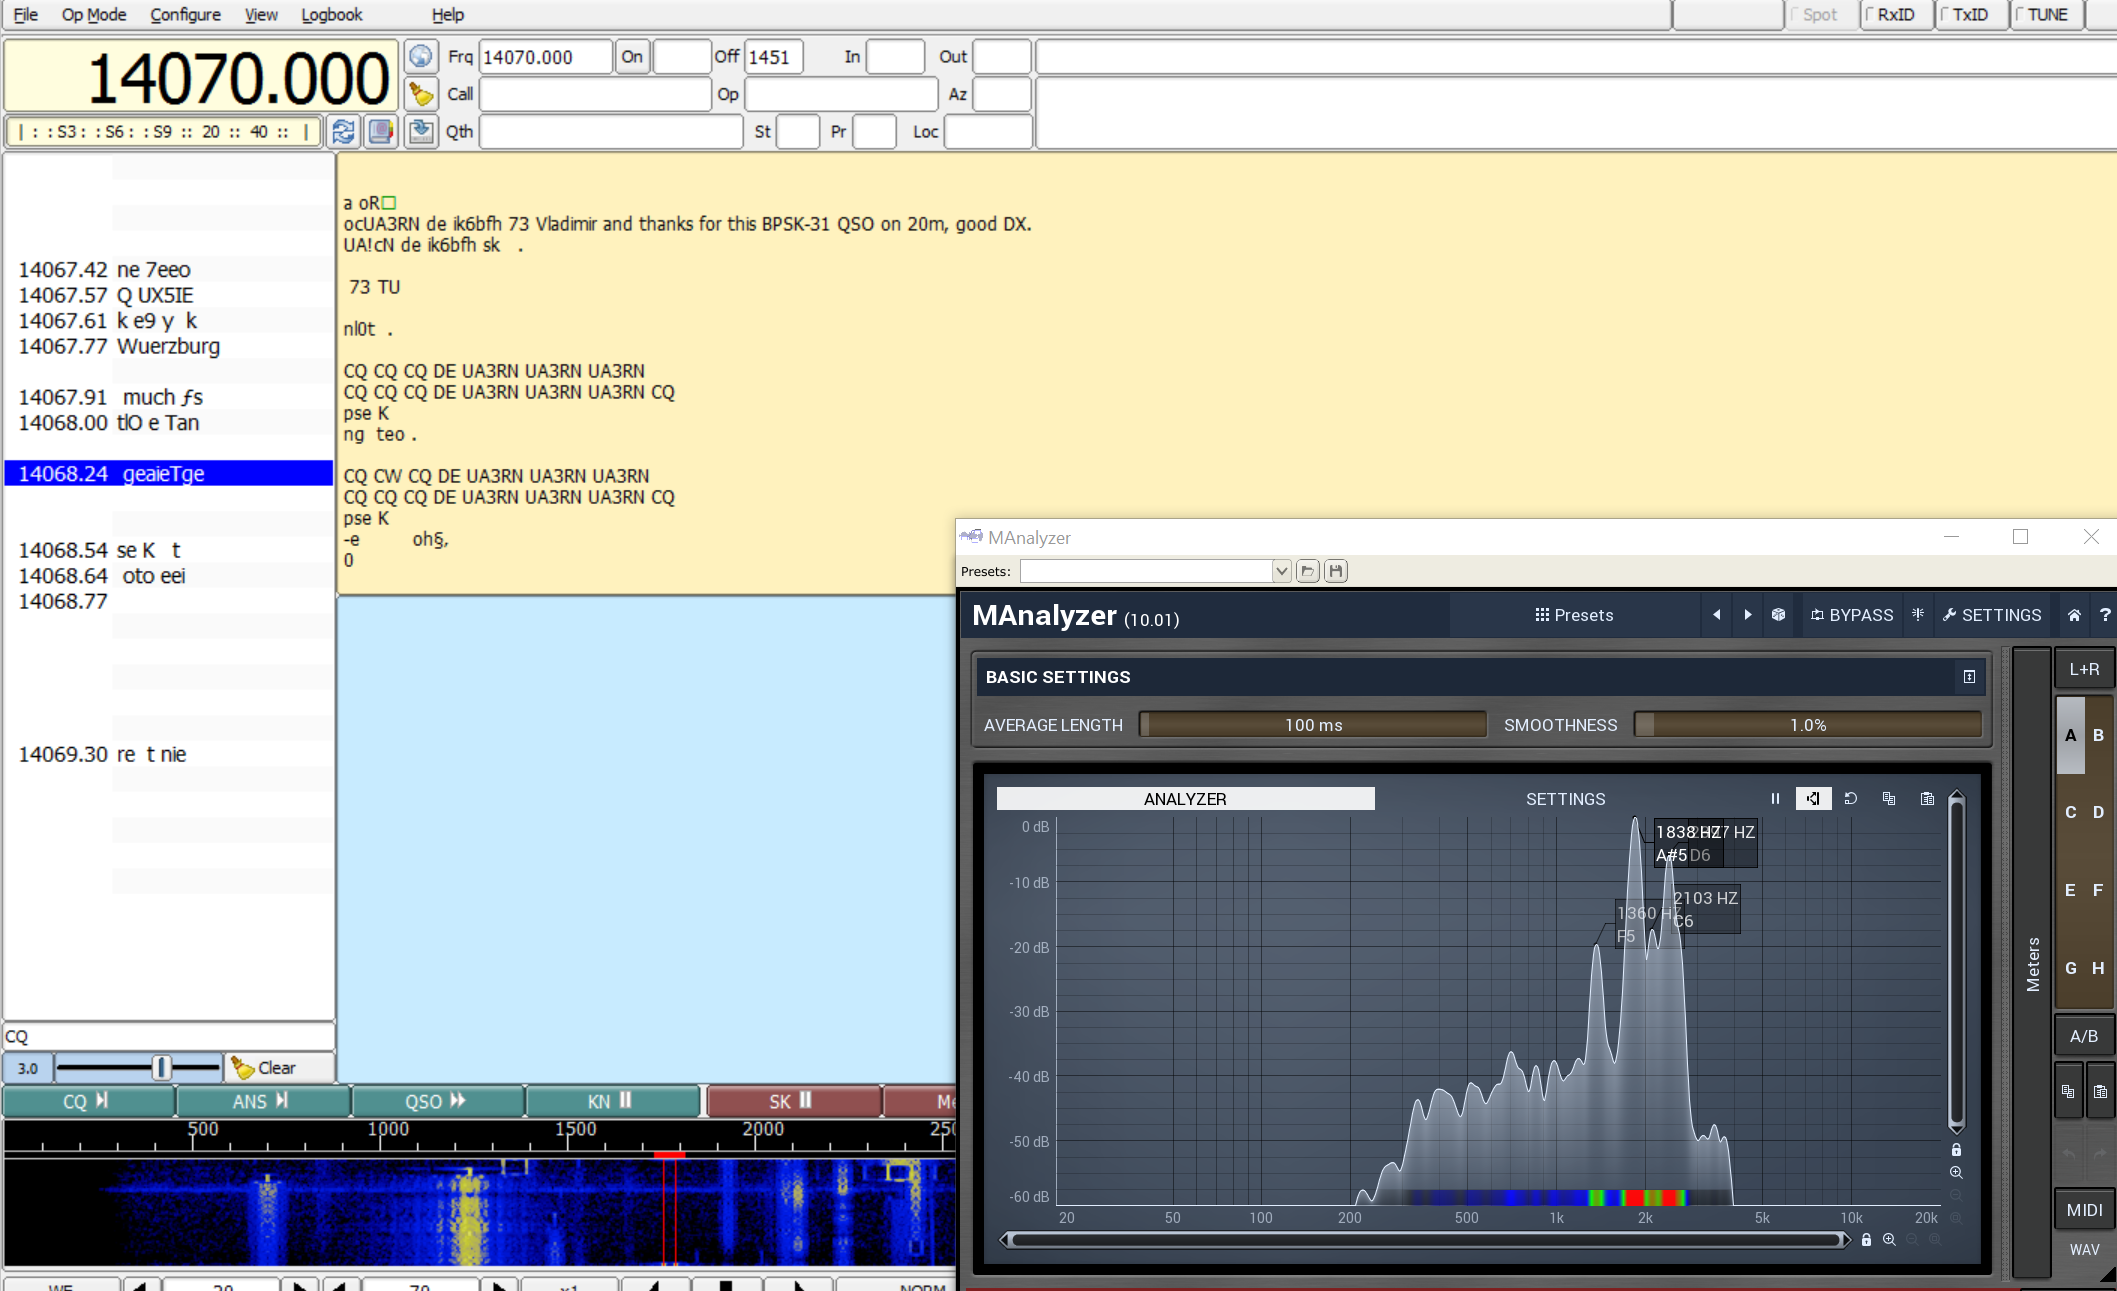 File Op Mode Configure View Logbook Help Spot RxID TxID TUNE
14070.000
Frq 14070.000 On Off 1451 In Out
Call Op Az
| : : S3 : : S6 : : S9 :: 20 :: 40 :: |
Qth St Pr Loc
14067.42 ne 7eeo
14067.57 Q UX5IE
14067.61 k e9 y k
14067.77 Wuerzburg
14067.91 much ƒs
14068.00 tlO e Tan
14068.24 geaieTge
14068.54 se K t
14068.64 oto eei
14068.77
14069.30 re t nie
CQ
3.0 Clear
a oR□
ocUA3RN de ik6bfh 73 Vladimir and thanks for this BPSK-31 QSO on 20m, good DX.
UA!cN de ik6bfh sk .
73 TU
nl0t .
CQ CQ CQ DE UA3RN UA3RN UA3RN
CQ CQ CQ DE UA3RN UA3RN UA3RN CQ
pse K
ng teo .
CQ CW CQ DE UA3RN UA3RN UA3RN
CQ CQ CQ DE UA3RN UA3RN UA3RN CQ
pse K
-e oh§,
0
CQ ANS QSO KN SK
500 1000 1500 2000
x1
MAnalyzer
Presets:
MAnalyzer (10.01) Presets BYPASS SETTINGS ?
BASIC SETTINGS
AVERAGE LENGTH 100 ms SMOOTHNESS 1.0%
ANALYZER SETTINGS
0 dB
-10 dB
-20 dB
-30 dB
-40 dB
-50 dB
-60 dB
1838 HZ
A#5 D6
2103 HZ
C6
1360 HZ
F5
20 50 100 200 500 1k 2k 5k 10k 20k
Meters
L+R
A B
C D
E F
G H
A/B
MIDI
WAV